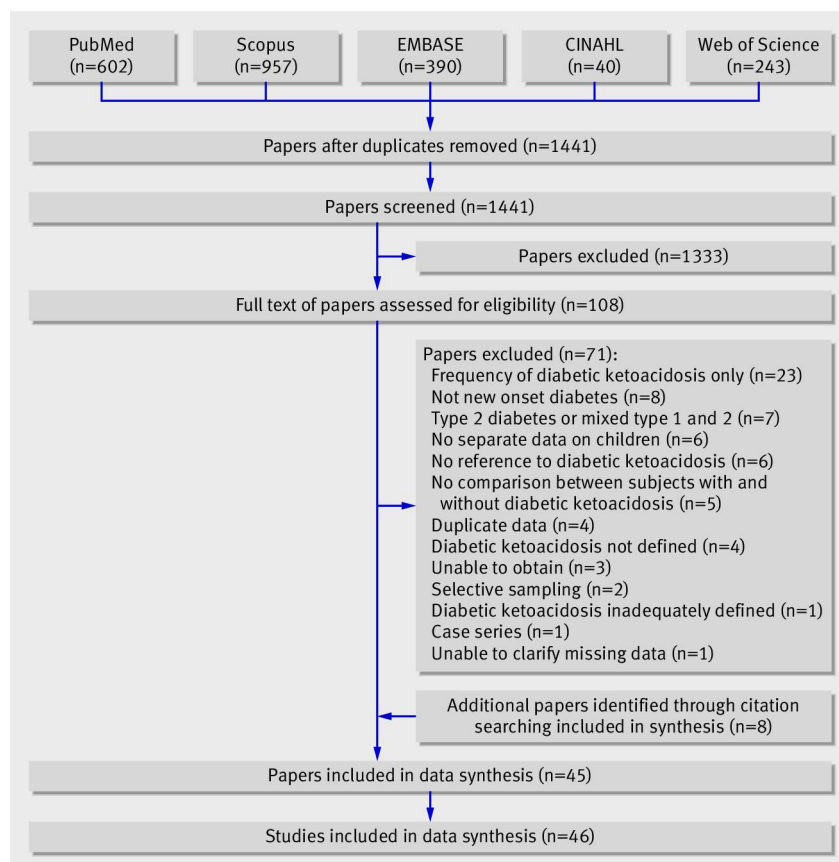 PubMed
(n=602)
Scopus
(n=957)
EMBASE
(n=390)
CINAHL
(n=40)
Web of Science
(n=243)
Papers after duplicates removed (n=1441)
Papers screened (n=1441)
Papers excluded (n=1333)
Full text of papers assessed for eligibility (n=108)
Papers excluded (n=71):
Frequency of diabetic ketoacidosis only (n=23)
Not new onset diabetes (n=8)
Type 2 diabetes or mixed type 1 and 2 (n=7)
No separate data on children (n=6)
No reference to diabetic ketoacidosis (n=6)
No comparison between subjects with and
without diabetic ketoacidosis (n=5)
Duplicate data (n=4)
Diabetic ketoacidosis not defined (n=4)
Unable to obtain (n=3)
Selective sampling (n=2)
Diabetic ketoacidosis inadequately defined (n=1)
Case series (n=1)
Unable to clarify missing data (n=1)
Additional papers identified through citation
searching included in synthesis (n=8)
Papers included in data synthesis (n=45)
Studies included in data synthesis (n=46)